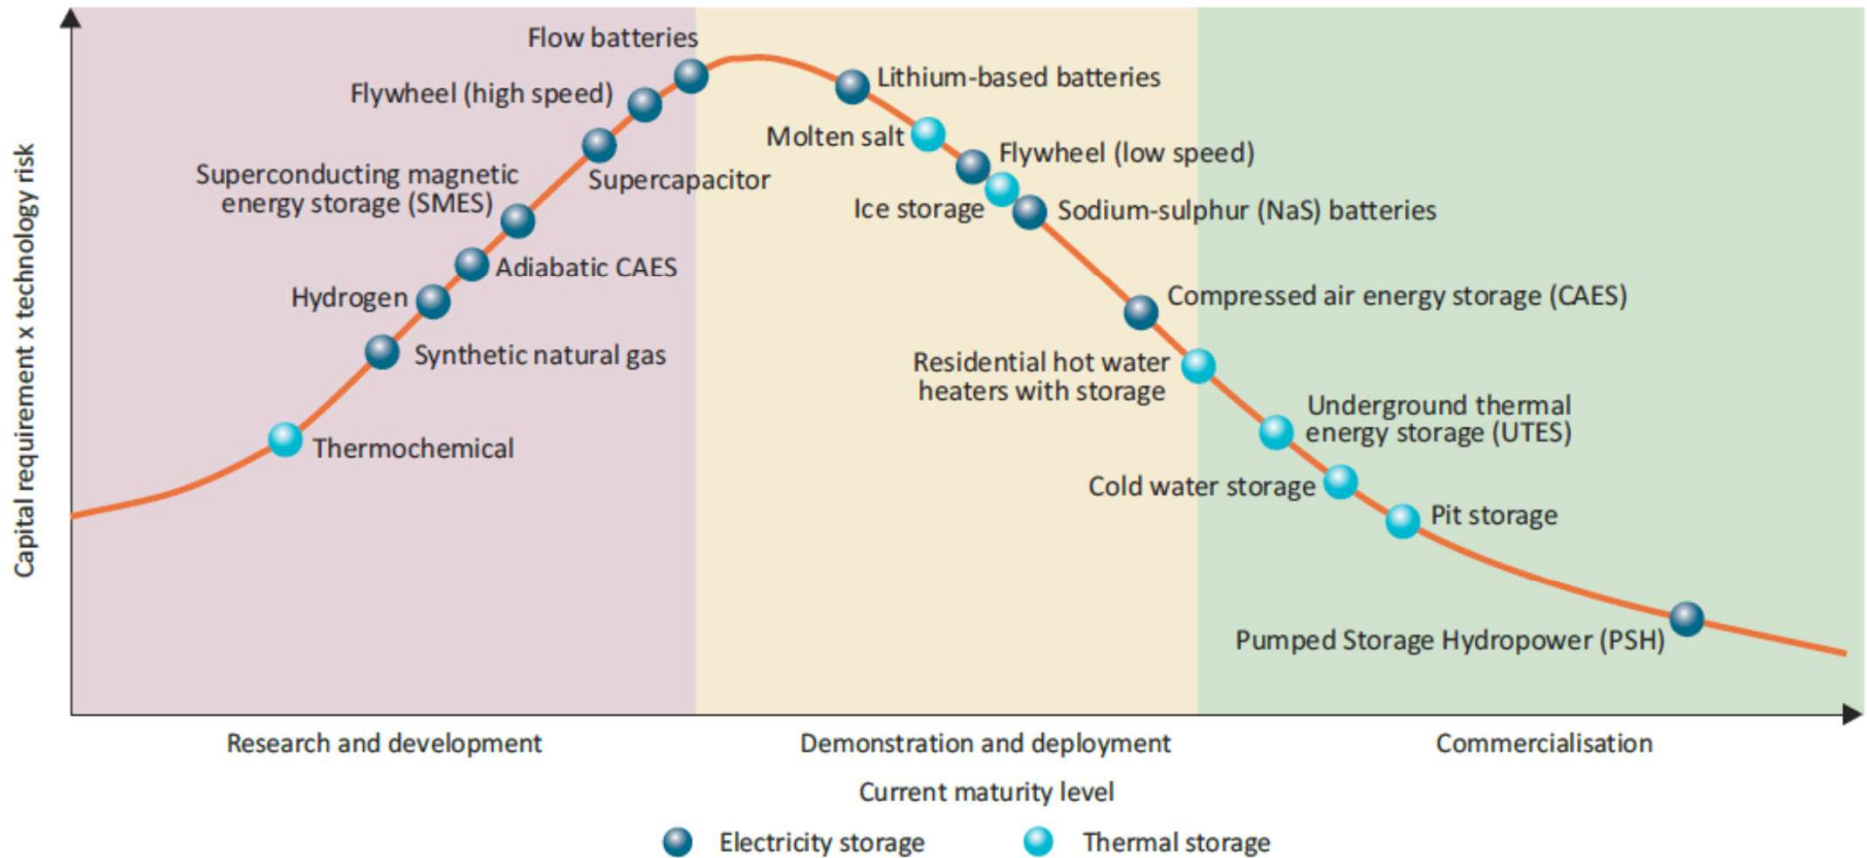 Capital requirement x technology risk
Flow batteries
Flywheel (high speed)
Lithium-based batteries
Molten salt
Flywheel (low speed)
Superconducting magnetic
energy storage (SMES)
Supercapacitor
Ice storage
Sodium-sulphur (NaS) batteries
Adiabatic CAES
Hydrogen
Compressed air energy storage (CAES)
Synthetic natural gas
Residential hot water
heaters with storage
Underground thermal
energy storage (UTES)
Thermochemical
Cold water storage
Pit storage
Pumped Storage Hydropower (PSH)
Research and development
Demonstration and deployment
Commercialisation
Current maturity level
Electricity storage
Thermal storage